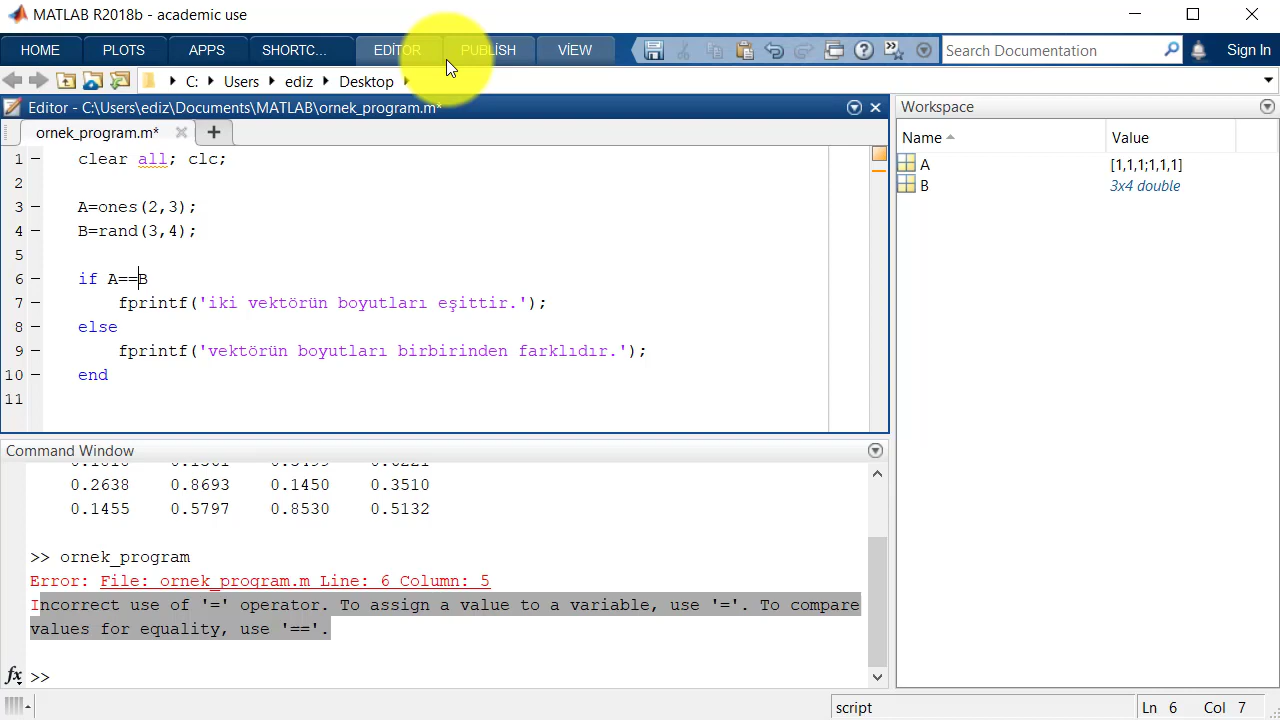 MATLAB R2018b - academic use
HOME PLOTS APPS SHORTC... EDİTÖR PUBLİSH VİEW Search Documentation Sign In
C: Users ediz Desktop
Editor - C:\Users\ediz\Documents\MATLAB\ornek_program.m*
ornek_program.m*
1 clear all; clc;
2
3 A=ones(2,3);
4 B=rand(3,4);
5
6 if A==B
7 fprintf('iki vektörün boyutları eşittir.');
8 else
9 fprintf('vektörün boyutları birbirinden farklıdır.');
10 end
11
Workspace
Name Value
A [1,1,1;1,1,1]
B 3x4 double
Command Window
0.2638 0.8693 0.1450 0.3510
0.1455 0.5797 0.8530 0.5132
>> ornek_program
Error: File: ornek_program.m Line: 6 Column: 5
Incorrect use of '=' operator. To assign a value to a variable, use '='. To compare
values for equality, use '=='.
fx >>
script Ln 6 Col 7